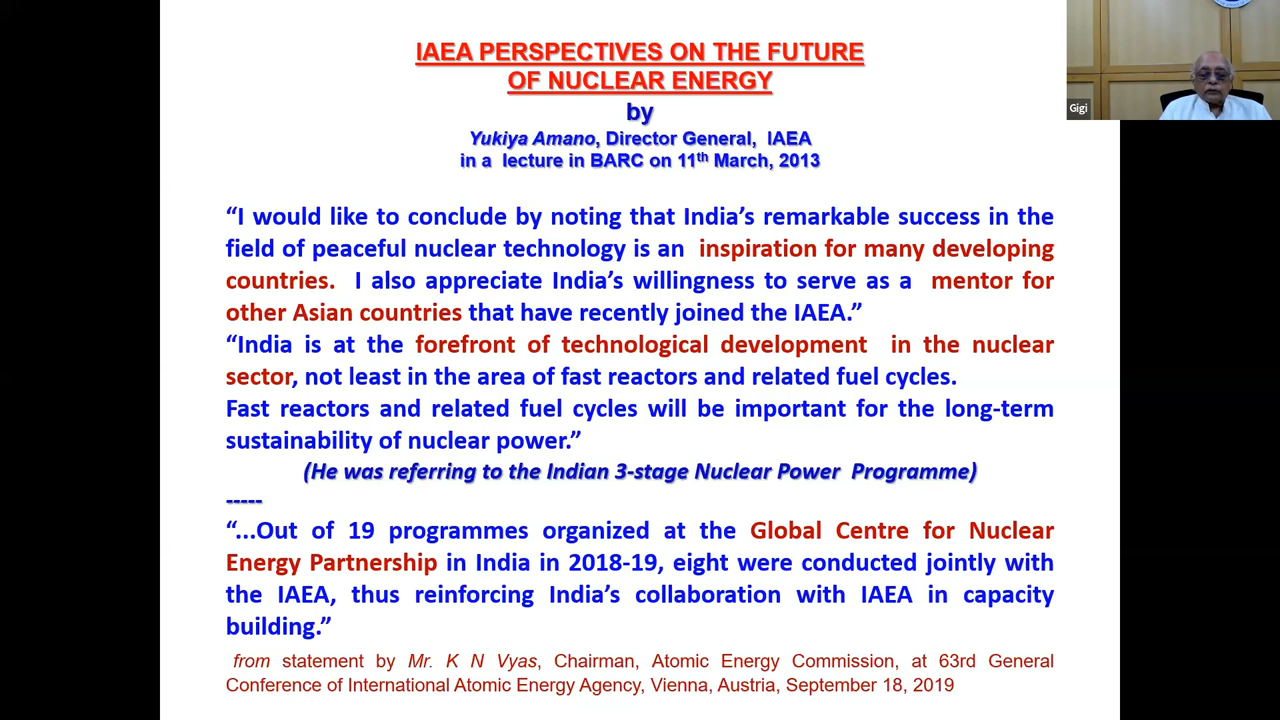 IAEA PERSPECTIVES ON THE FUTURE
OF NUCLEAR ENERGY
by
Yukiya Amano, Director General, IAEA
in a lecture in BARC on 11th March, 2013
“I would like to conclude by noting that India’s remarkable success in the
field of peaceful nuclear technology is an inspiration for many developing
countries. I also appreciate India’s willingness to serve as a mentor for
other Asian countries that have recently joined the IAEA.”
“India is at the forefront of technological development in the nuclear
sector, not least in the area of fast reactors and related fuel cycles.
Fast reactors and related fuel cycles will be important for the long-term
sustainability of nuclear power.”
(He was referring to the Indian 3-stage Nuclear Power Programme)
-----
“...Out of 19 programmes organized at the Global Centre for Nuclear
Energy Partnership in India in 2018-19, eight were conducted jointly with
the IAEA, thus reinforcing India’s collaboration with IAEA in capacity
building.”
from statement by Mr. K N Vyas, Chairman, Atomic Energy Commission, at 63rd General
Conference of International Atomic Energy Agency, Vienna, Austria, September 18, 2019
Gigi